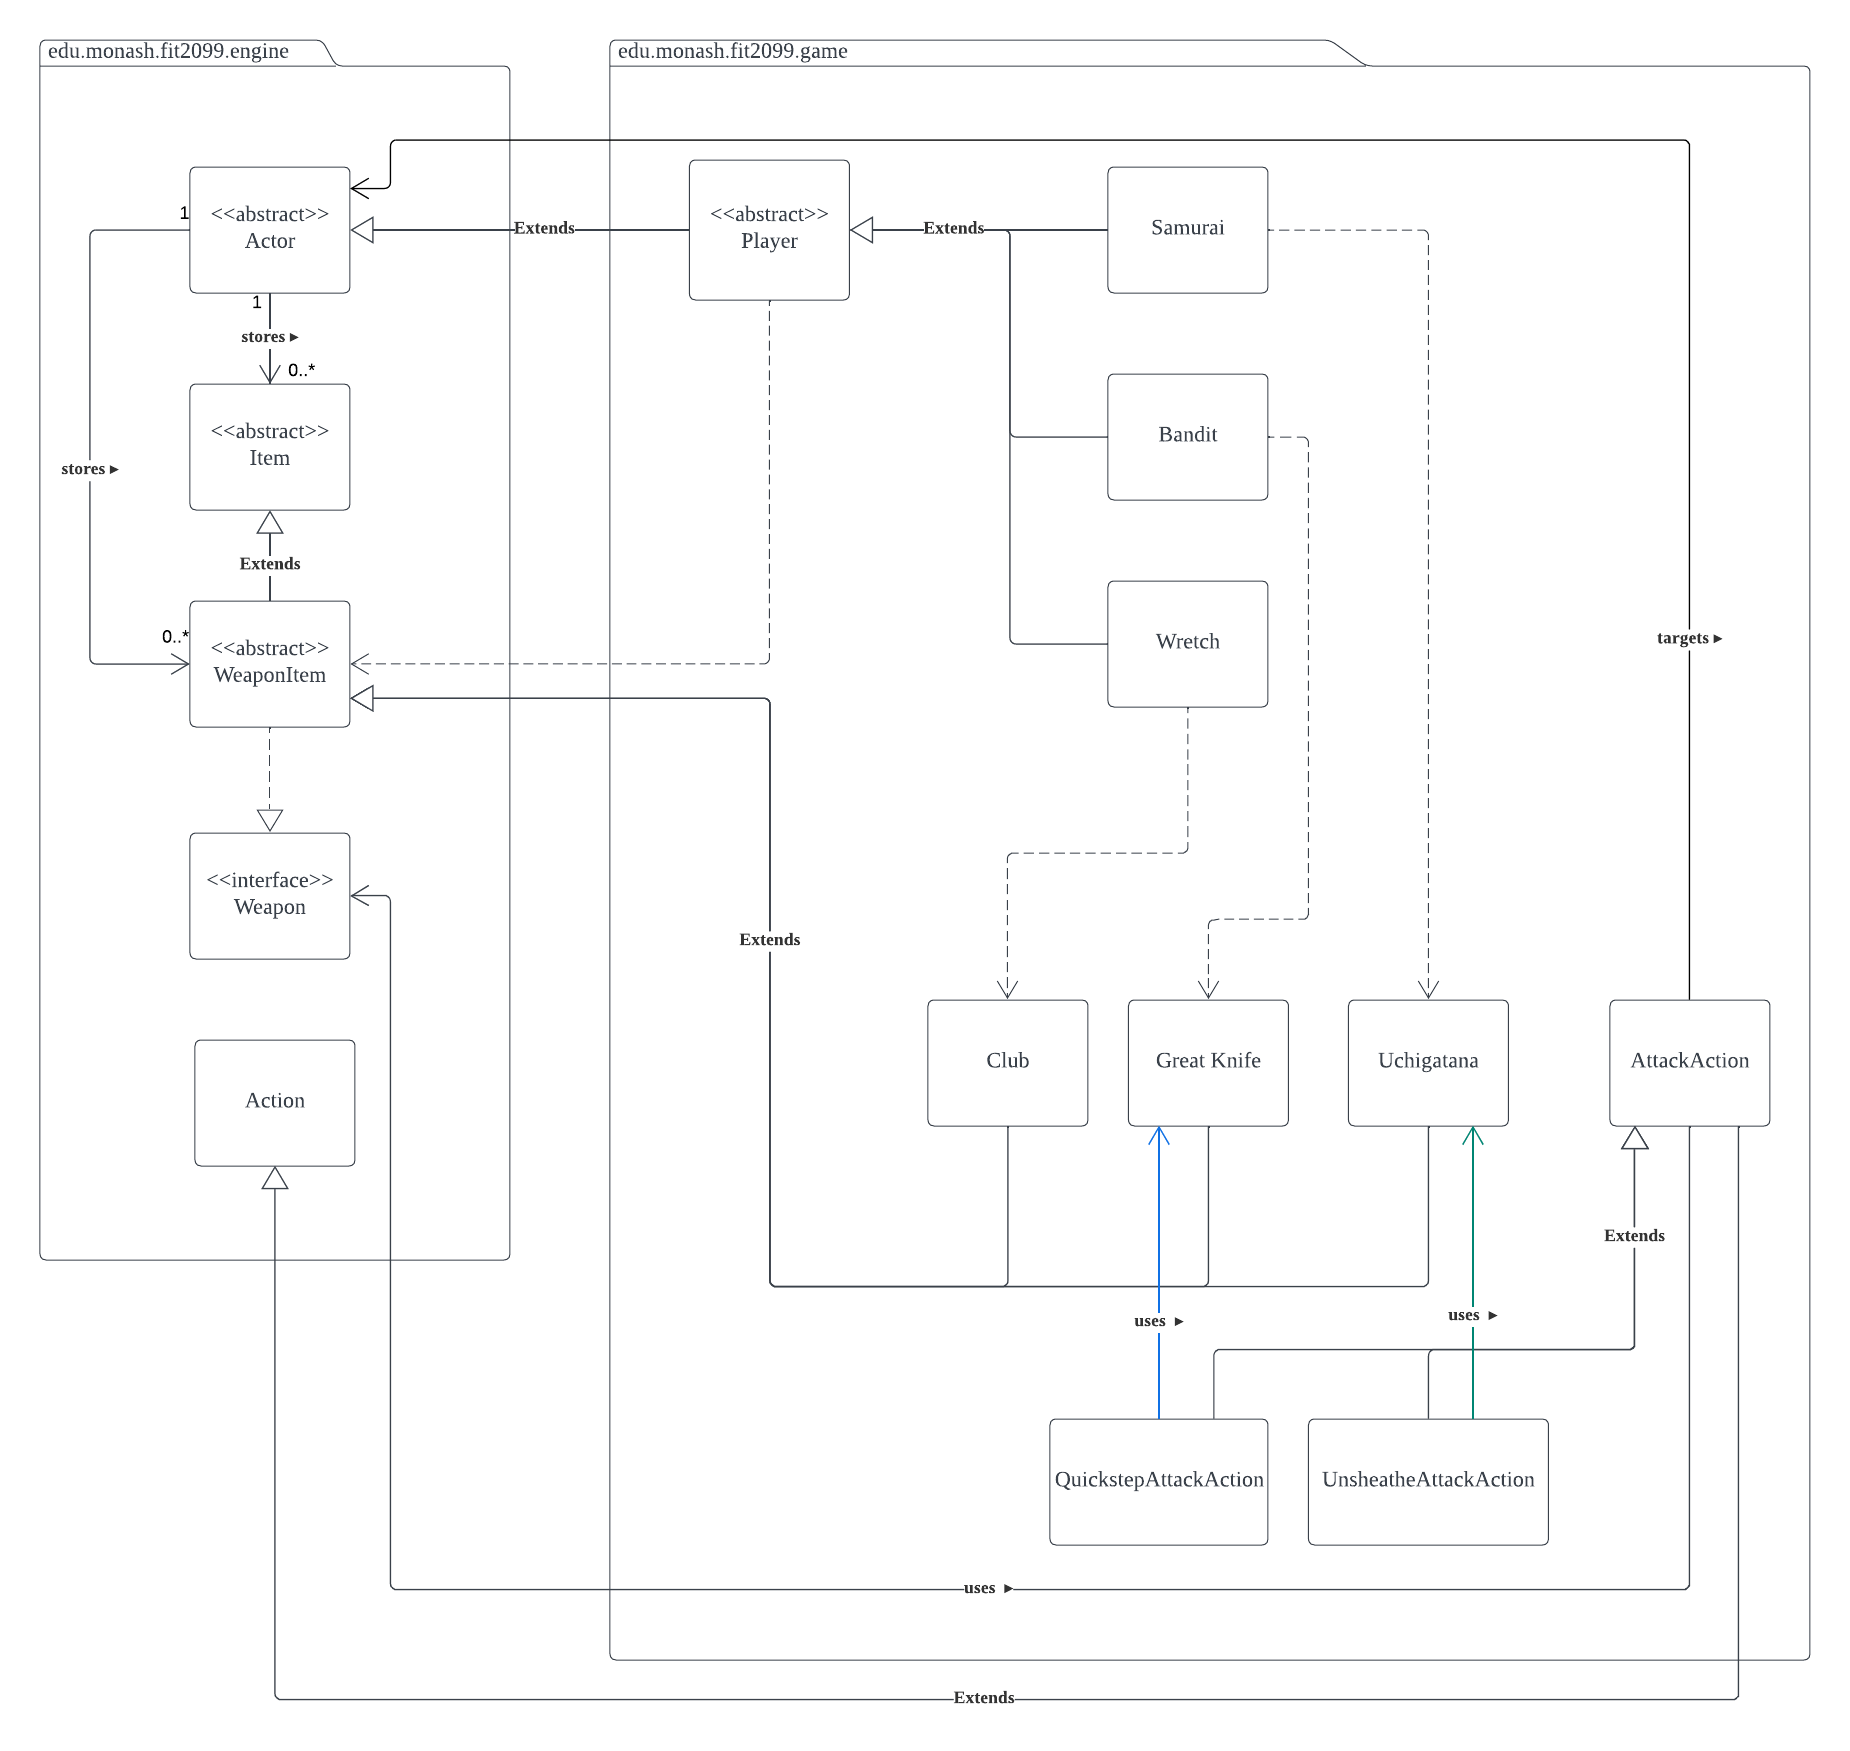 edu.monash.fit2099.engine
edu.monash.fit2099.game
1
<<abstract>>
Actor
Extends
<<abstract>>
Player
Extends
Samurai
1
stores ►
0..*
<<abstract>>
Item
Bandit
stores ►
Extends
0..*
<<abstract>>
WeaponItem
Wretch
targets ►
<<interface>>
Weapon
Extends
Action
Club
Great Knife
Uchigatana
AttackAction
Extends
uses ►
uses ►
QuickstepAttackAction
UnsheatheAttackAction
uses ►
Extends